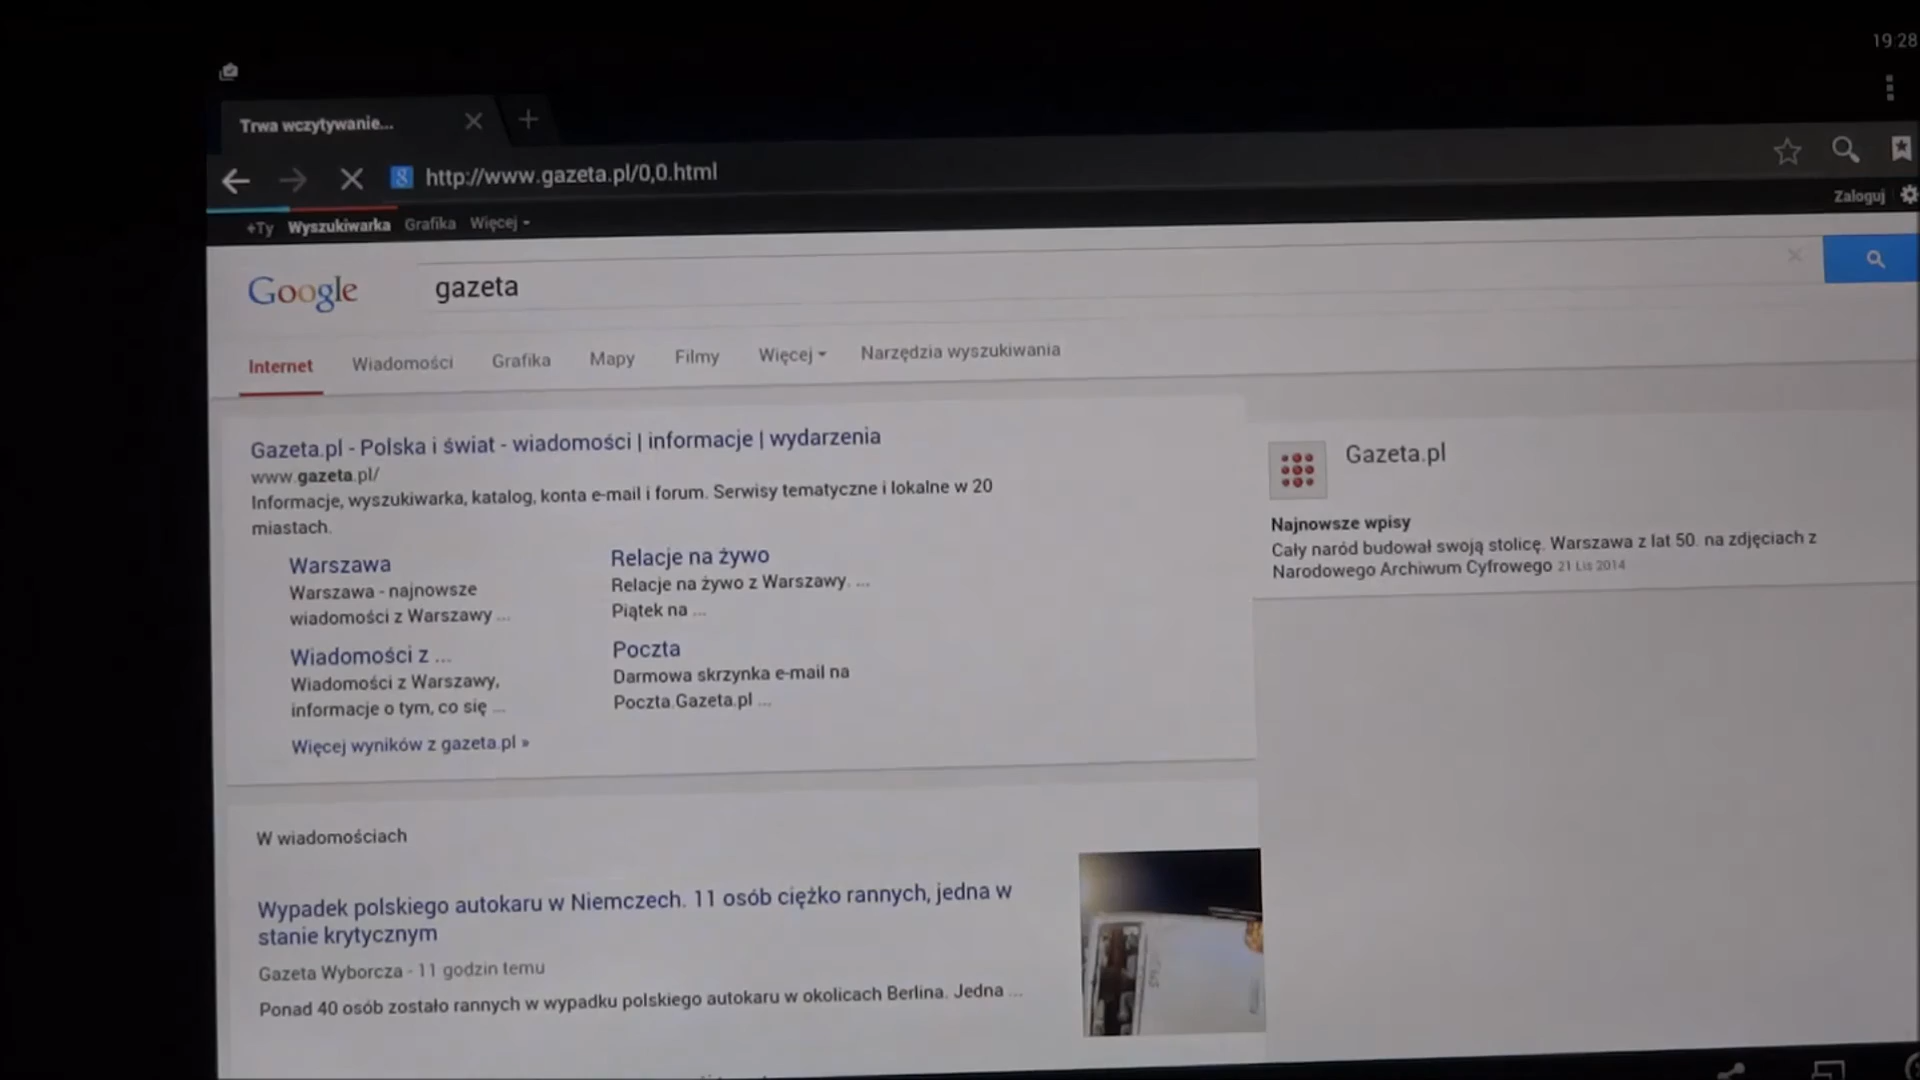 19:28
Trwa wczytywanie...
http://www.gazeta.pl/0,0.html
Zaloguj
+Ty Wyszukiwarka Grafika Więcej
Google
gazeta
Internet Wiadomości Grafika Mapy Filmy Więcej Narzędzia wyszukiwania
Gazeta.pl - Polska i świat - wiadomości | informacje | wydarzenia
www.gazeta.pl/
Informacje, wyszukiwarka, katalog, konta e-mail i forum. Serwisy tematyczne i lokalne w 20
miastach.
Warszawa
Warszawa - najnowsze
wiadomości z Warszawy ...
Relacje na żywo
Relacje na żywo z Warszawy. ...
Piątek na ...
Wiadomości z ...
Wiadomości z Warszawy,
informacje o tym, co się ...
Poczta
Darmowa skrzynka e-mail na
Poczta.Gazeta.pl ...
Więcej wyników z gazeta.pl »
Gazeta.pl
Najnowsze wpisy
Cały naród budował swoją stolicę. Warszawa z lat 50. na zdjęciach z
Narodowego Archiwum Cyfrowego 21 Lis 2014
W wiadomościach
Wypadek polskiego autokaru w Niemczech. 11 osób ciężko rannych, jedna w
stanie krytycznym
Gazeta Wyborcza - 11 godzin temu
Ponad 40 osób zostało rannych w wypadku polskiego autokaru w okolicach Berlina. Jedna ...